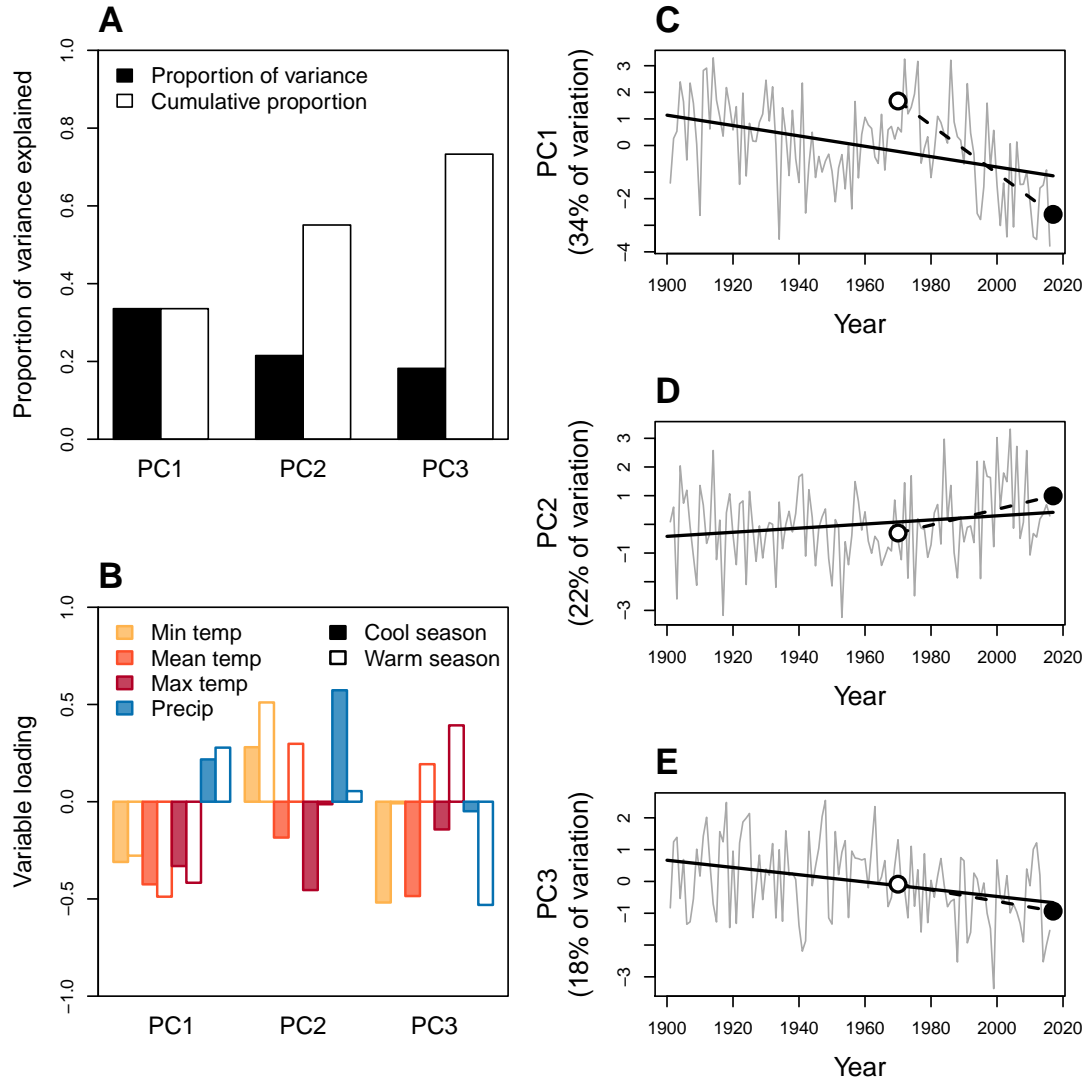 A
Proportion of variance explained
1.0
0.8
0.6
0.4
0.2
0.0
Proportion of variance
Cumulative proportion
PC1 PC2 PC3
B
Variable loading
1.0
0.5
0.0
−0.5
−1.0
Min temp
Mean temp
Max temp
Precip
Cool season
Warm season
PC1 PC2 PC3
C
PC1
(34% of variation)
3
2
1
0
−2
−4
1900 1920 1940 1960 1980 2000 2020
Year
D
PC2
(22% of variation)
3
2
1
−1
−3
1900 1920 1940 1960 1980 2000 2020
Year
E
PC3
(18% of variation)
2
1
0
−1
−3
1900 1920 1940 1960 1980 2000 2020
Year